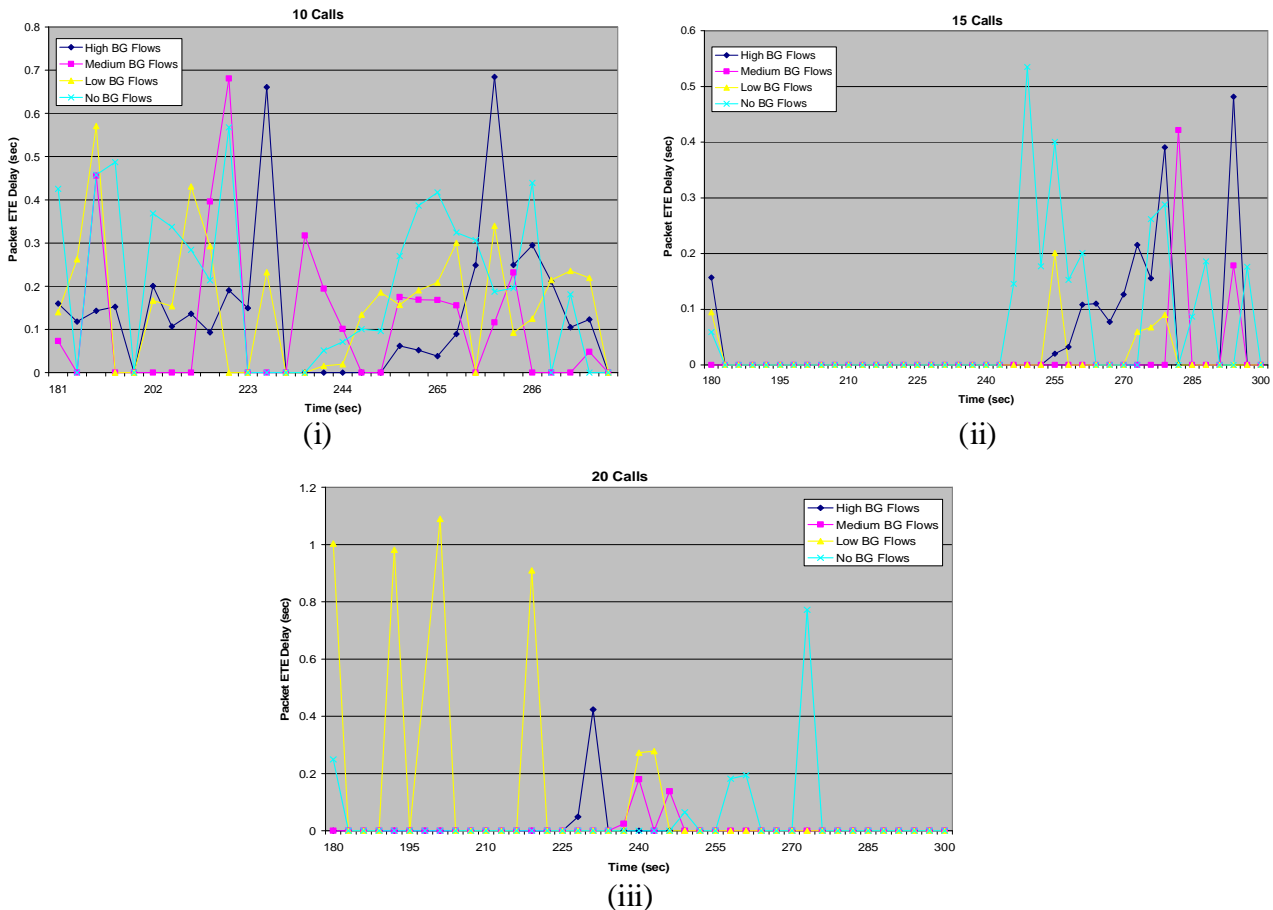 10 Calls
0.8
0.7
0.6
0.5
0.4
0.3
0.2
0.1
0
Packet ETE Delay (sec)
High BG Flows
Medium BG Flows
Low BG Flows
No BG Flows
181 202 223 244 265 286
Time (sec)
(i)
15 Calls
0.6
0.5
0.4
0.3
0.2
0.1
0
Packet ETE Delay (sec)
High BG Flows
Medium BG Flows
Low BG Flows
No BG Flows
180 195 210 225 240 255 270 285 300
Time (sec)
(ii)
20 Calls
1.2
1
0.8
0.6
0.4
0.2
0
Packet ETE Delay (sec)
High BG Flows
Medium BG Flows
Low BG Flows
No BG Flows
180 195 210 225 240 255 270 285 300
Time (sec)
(iii)